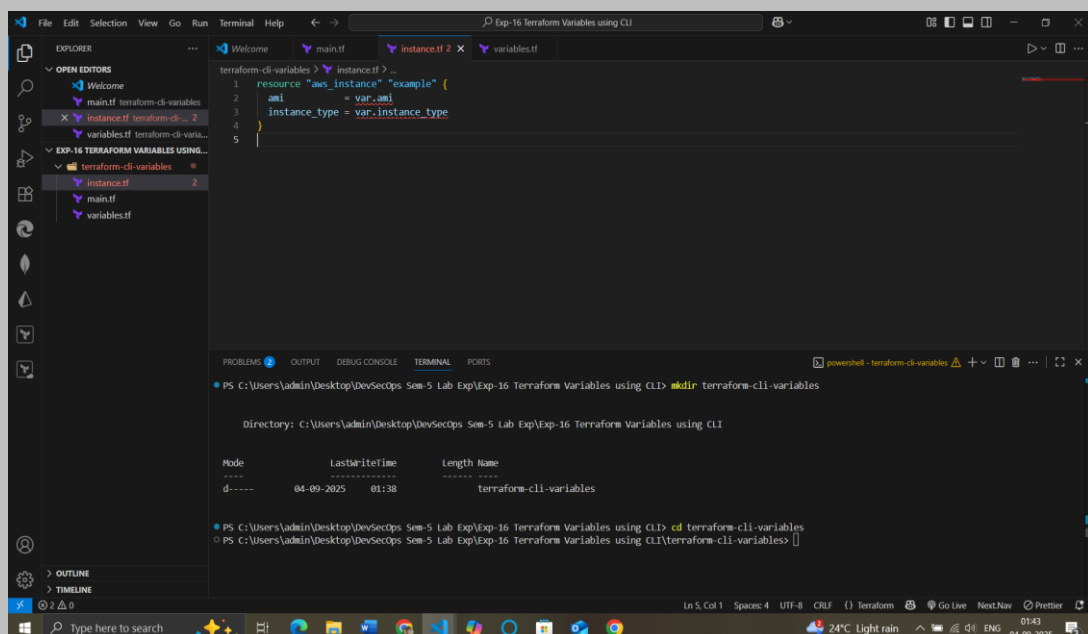 File Edit Selection View Go Run Terminal Help
Exp-16 Terraform Variables using CLI
EXPLORER
OPEN EDITORS
Welcome
main.tf terraform-cli-variables
instance.tf terraform-cli-... 2
variables.tf terraform-cli-varia...
EXP-16 TERRAFORM VARIABLES USING...
terraform-cli-variables
instance.tf 2
main.tf
variables.tf
OUTLINE
TIMELINE
Welcome main.tf instance.tf 2 variables.tf
terraform-cli-variables > instance.tf > ...
1 resource "aws_instance" "example" {
2 ami = var.ami
3 instance_type = var.instance_type
4 }
5
PROBLEMS 2 OUTPUT DEBUG CONSOLE TERMINAL PORTS
powershell - terraform-cli-variables
PS C:\Users\admin\Desktop\DevSecOps Sem-5 Lab Exp\Exp-16 Terraform Variables using CLI> mkdir terraform-cli-variables
Directory: C:\Users\admin\Desktop\DevSecOps Sem-5 Lab Exp\Exp-16 Terraform Variables using CLI
Mode LastWriteTime Length Name
---- ------------- ------ ----
d----- 04-09-2025 01:38 terraform-cli-variables
PS C:\Users\admin\Desktop\DevSecOps Sem-5 Lab Exp\Exp-16 Terraform Variables using CLI> cd terraform-cli-variables
PS C:\Users\admin\Desktop\DevSecOps Sem-5 Lab Exp\Exp-16 Terraform Variables using CLI\terraform-cli-variables>
2 0 Ln 5, Col 1 Spaces: 4 UTF-8 CRLF {} Terraform Go Live Next.Nav Prettier
Type here to search 24°C Light rain ENG 01:43
04-09-2025